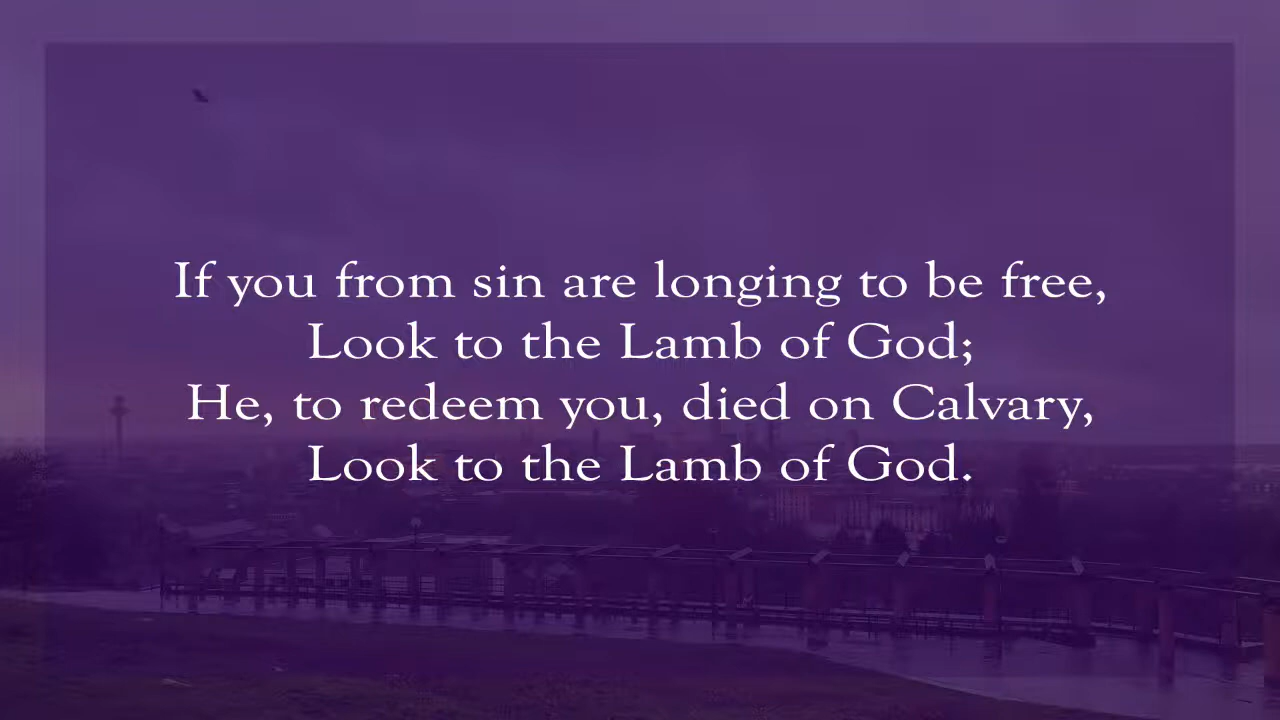 If you from sin are longing to be free,
Look to the Lamb of God;
He, to redeem you, died on Calvary,
Look to the Lamb of God.